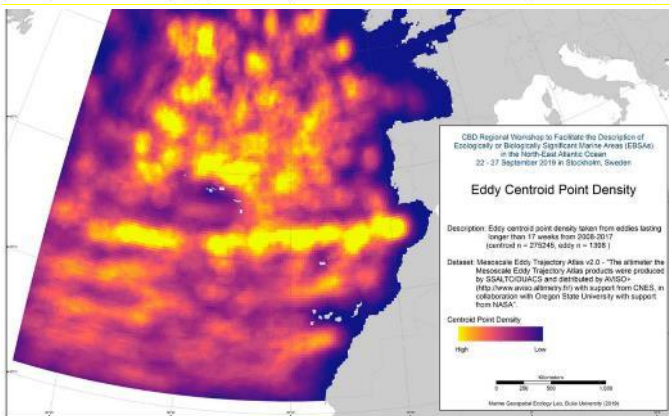 CBD Regional Workshop to Facilitate the Description of
Ecologically or Biologically Significant Marine Areas (EBSAs)
in the North-East Atlantic Ocean
22 - 27 September 2019 in Stockholm, Sweden
Eddy Centroid Point Density
Description: Eddy centroid point density taken from eddies lasting
longer than 17 weeks from 2008-2017
(centroid n = 275245, eddy n = 1308 )
Dataset: Mesoscale Eddy Trajectory Atlas v2.0 - "The altimeter the
Mesoscale Eddy Trajectory Atlas products were produced
by SSALTO/DUACS and distributed by AVISO+
(http://www.aviso.altimetry.fr/) with support from CNES, in
collaboration with Oregon State University with support
from NASA".
Centroid Point Density
High Low
Kilometers
0 250 500 1,000
Marine Geospatial Ecology Lab, Duke University (2019)